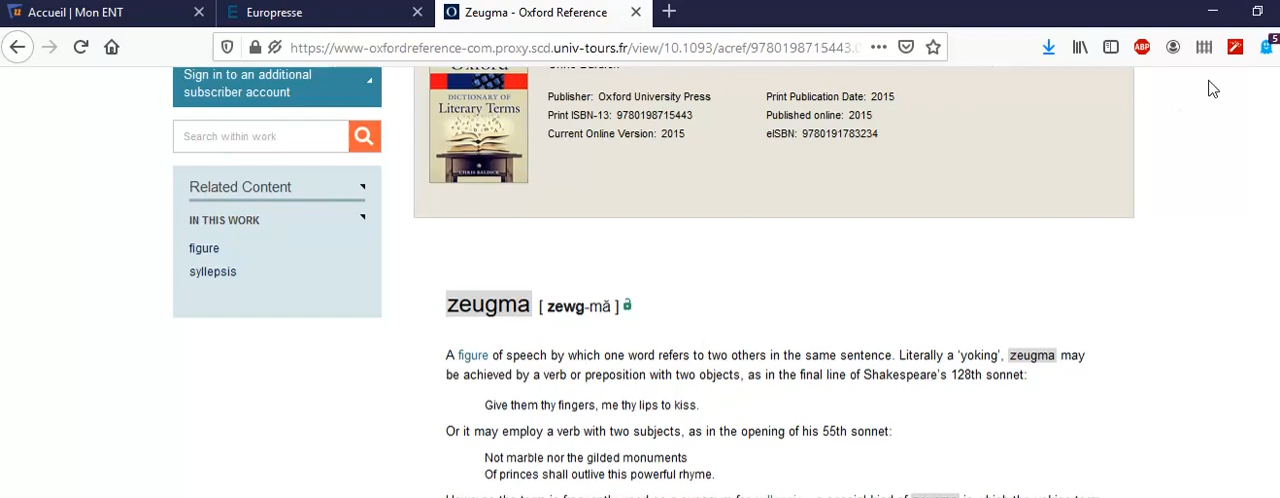 Accueil | Mon ENT
Europresse
Zeugma - Oxford Reference
https://www-oxfordreference-com.proxy.scd.univ-tours.fr/view/10.1093/acref/9780198715443.0
5
Sign in to an additional
subscriber account
Search within work
Related Content
IN THIS WORK
figure
syllepsis
Oxford
DICTIONARY OF
Literary Terms
CHRIS BALDICK
Publisher: Oxford University Press
Print ISBN-13: 9780198715443
Current Online Version: 2015
Print Publication Date: 2015
Published online: 2015
eISBN: 9780191783234
zeugma [ zewg-mă ]
A figure of speech by which one word refers to two others in the same sentence. Literally a ‘yoking’, zeugma may
be achieved by a verb or preposition with two objects, as in the final line of Shakespeare’s 128th sonnet:
Give them thy fingers, me thy lips to kiss.
Or it may employ a verb with two subjects, as in the opening of his 55th sonnet:
Not marble nor the gilded monuments
Of princes shall outlive this powerful rhyme.